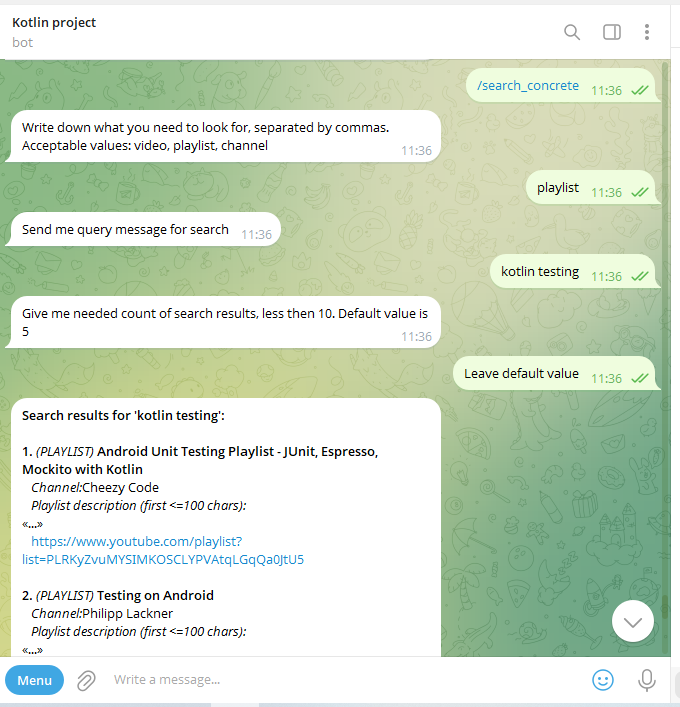 Kotlin project
bot
/search_concrete 11:36
Write down what you need to look for, separated by commas.
Acceptable values: video, playlist, channel 11:36
playlist 11:36
Send me query message for search 11:36
kotlin testing 11:36
Give me needed count of search results, less then 10. Default value is
5 11:36
Leave default value 11:36
Search results for 'kotlin testing':
1. (PLAYLIST) Android Unit Testing Playlist - JUnit, Espresso,
Mockito with Kotlin
Channel:Cheezy Code
Playlist description (first <=100 chars):
«...»
https://www.youtube.com/playlist?
list=PLRKyZvuMYSIMKOSCLYPVAtqLGqQa0JtU5
2. (PLAYLIST) Testing on Android
Channel:Philipp Lackner
Playlist description (first <=100 chars):
«...»
Menu Write a message...